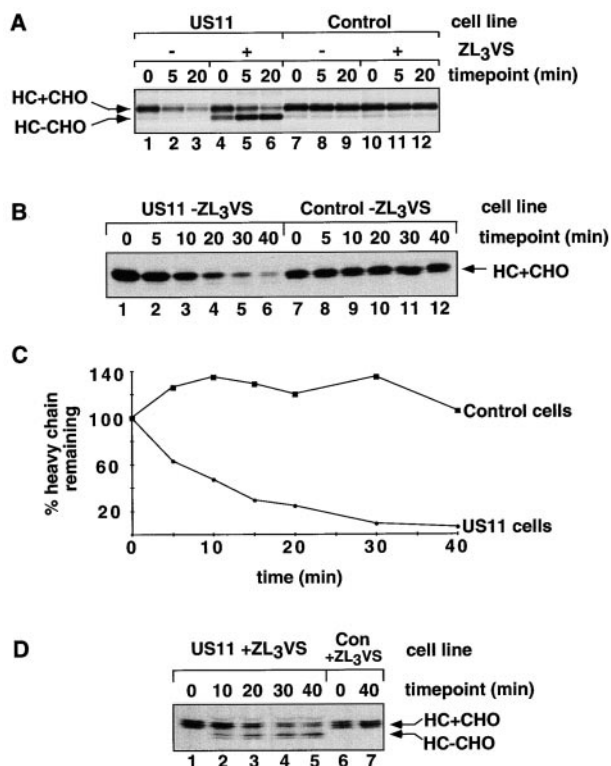 A
US11 Control cell line
- + - + ZL3VS
0 5 20 0 5 20 0 5 20 0 5 20 timepoint (min)
HC+CHO
HC-CHO
1 2 3 4 5 6 7 8 9 10 11 12
B
US11 -ZL3VS Control -ZL3VS cell line
0 5 10 20 30 40 0 5 10 20 30 40 timepoint (min)
HC+CHO
1 2 3 4 5 6 7 8 9 10 11 12
C
% heavy chain
remaining
140
100
60
20
Control cells
US11 cells
0 10 20 30 40
time (min)
D
US11 +ZL3VS Con +ZL3VS cell line
0 10 20 30 40 0 40 timepoint (min)
HC+CHO
HC-CHO
1 2 3 4 5 6 7